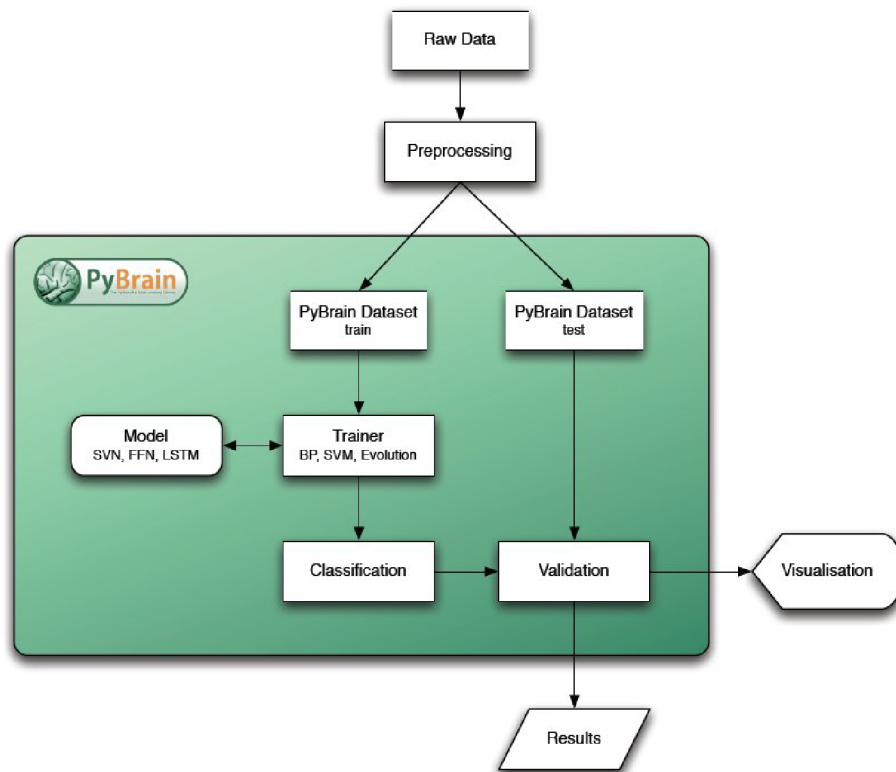 Raw Data
Preprocessing
PyBrain
PyBrain Dataset
train
PyBrain Dataset
test
Model
SVN, FFN, LSTM
Trainer
BP, SVM, Evolution
Classification
Validation
Visualisation
Results